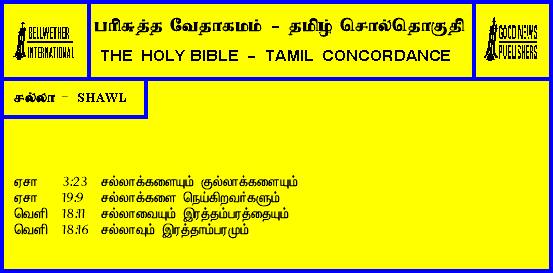 BELLWETHER
INTERNATIONAL
பரிசுத்த வேதாகமம் - தமிழ் சொல்தொகுதி
THE HOLY BIBLE - TAMIL CONCORDANCE
GOOD NEWS
PUBLISHERS
சல்லா - SHAWL
ஏசா 3:23 சல்லாக்களையும் குல்லாக்களையும்
ஏசா 19:9 சல்லாக்களை நெய்கிறவர்களும்
வெளி 18:11 சல்லாவையும் இரத்தம்பரத்தையும்
வெளி 18:16 சல்லாவும் இரத்தாம்பரமும்